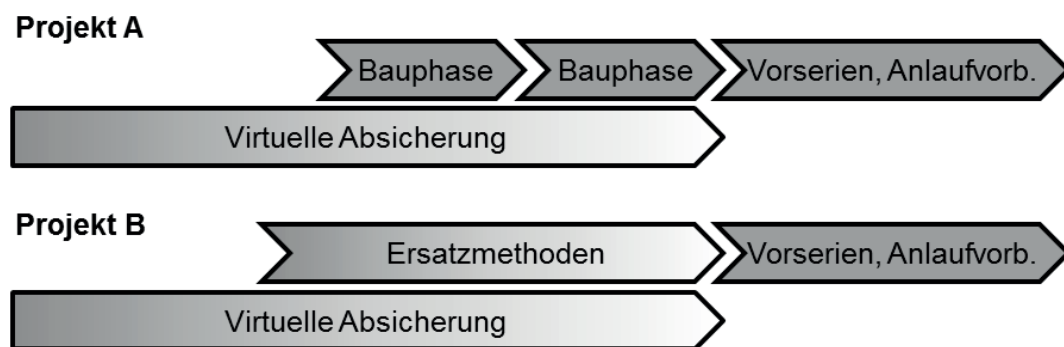 Projekt A
Bauphase Bauphase Vorserien, Anlaufvorb.
Virtuelle Absicherung
Projekt B
Ersatzmethoden Vorserien, Anlaufvorb.
Virtuelle Absicherung